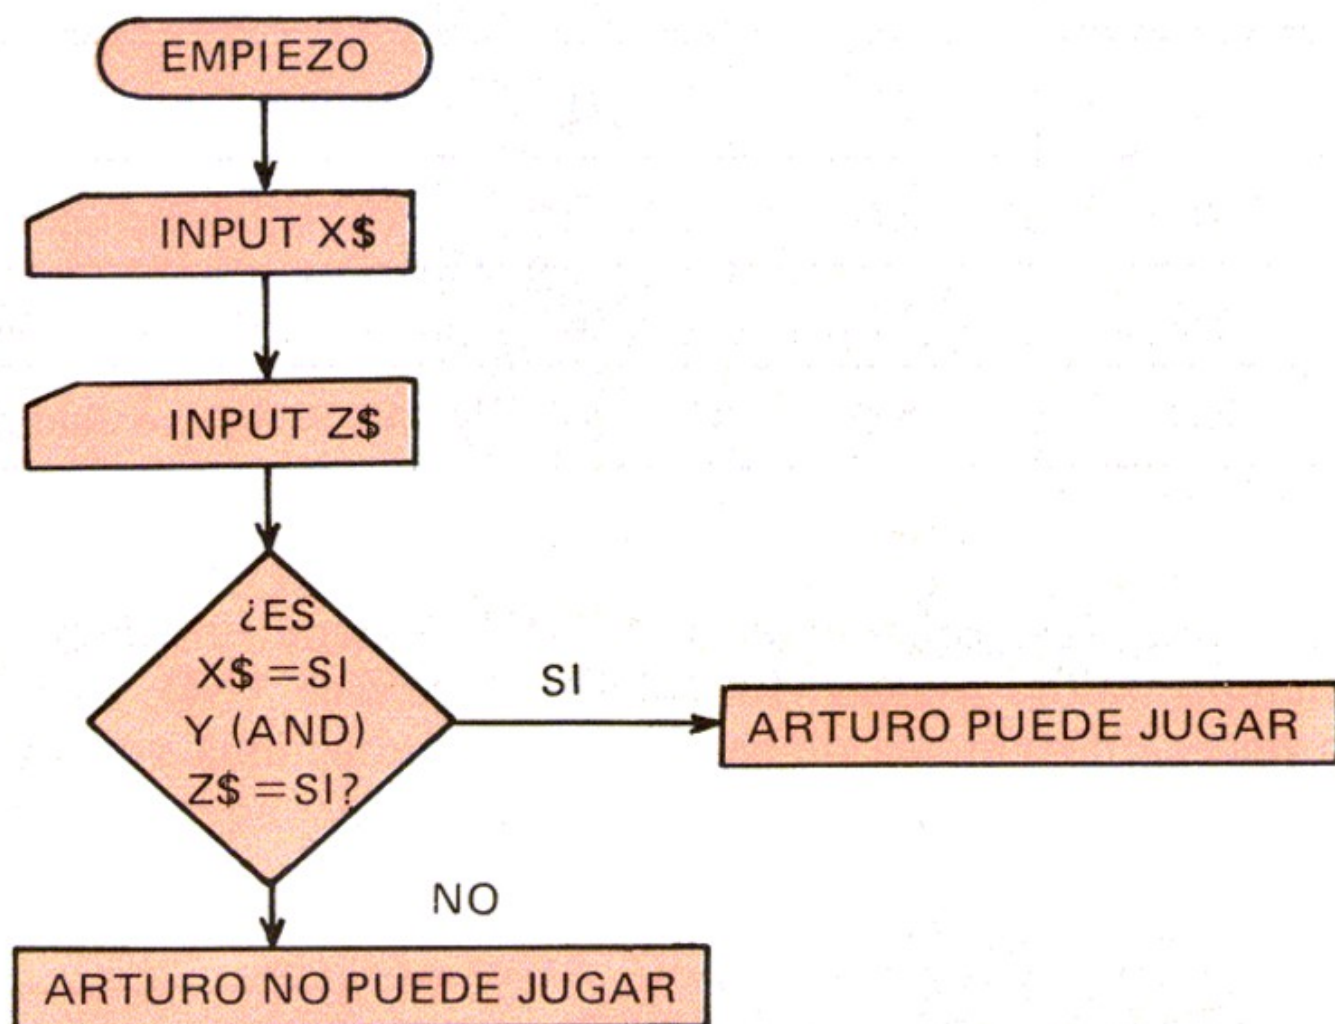 EMPIEZO
INPUT X$
INPUT Z$
¿ES
X$ = SI
Y (AND)
Z$ = SI?
SI
ARTURO PUEDE JUGAR
NO
ARTURO NO PUEDE JUGAR